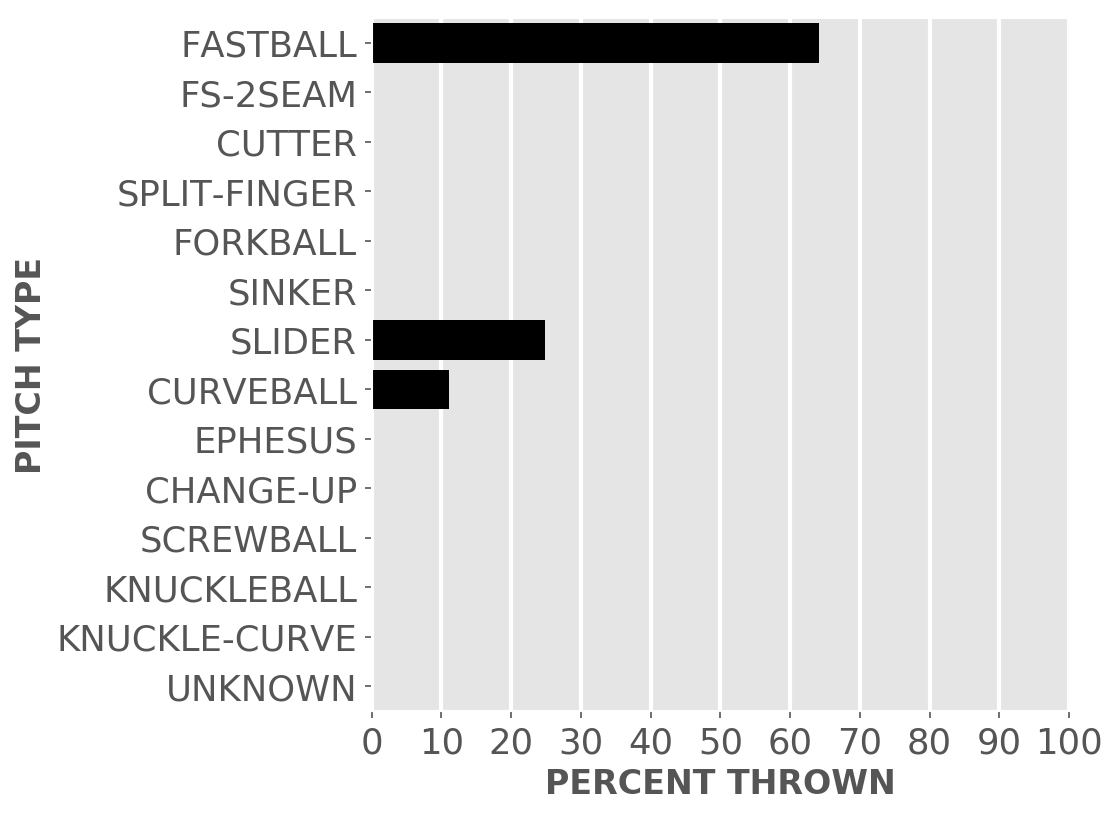 FASTBALL
FS-2SEAM
CUTTER
SPLIT-FINGER
FORKBALL
SINKER
SLIDER
CURVEBALL
EPHESUS
CHANGE-UP
SCREWBALL
KNUCKLEBALL
KNUCKLE-CURVE
UNKNOWN
PITCH TYPE
0 10 20 30 40 50 60 70 80 90 100
PERCENT THROWN